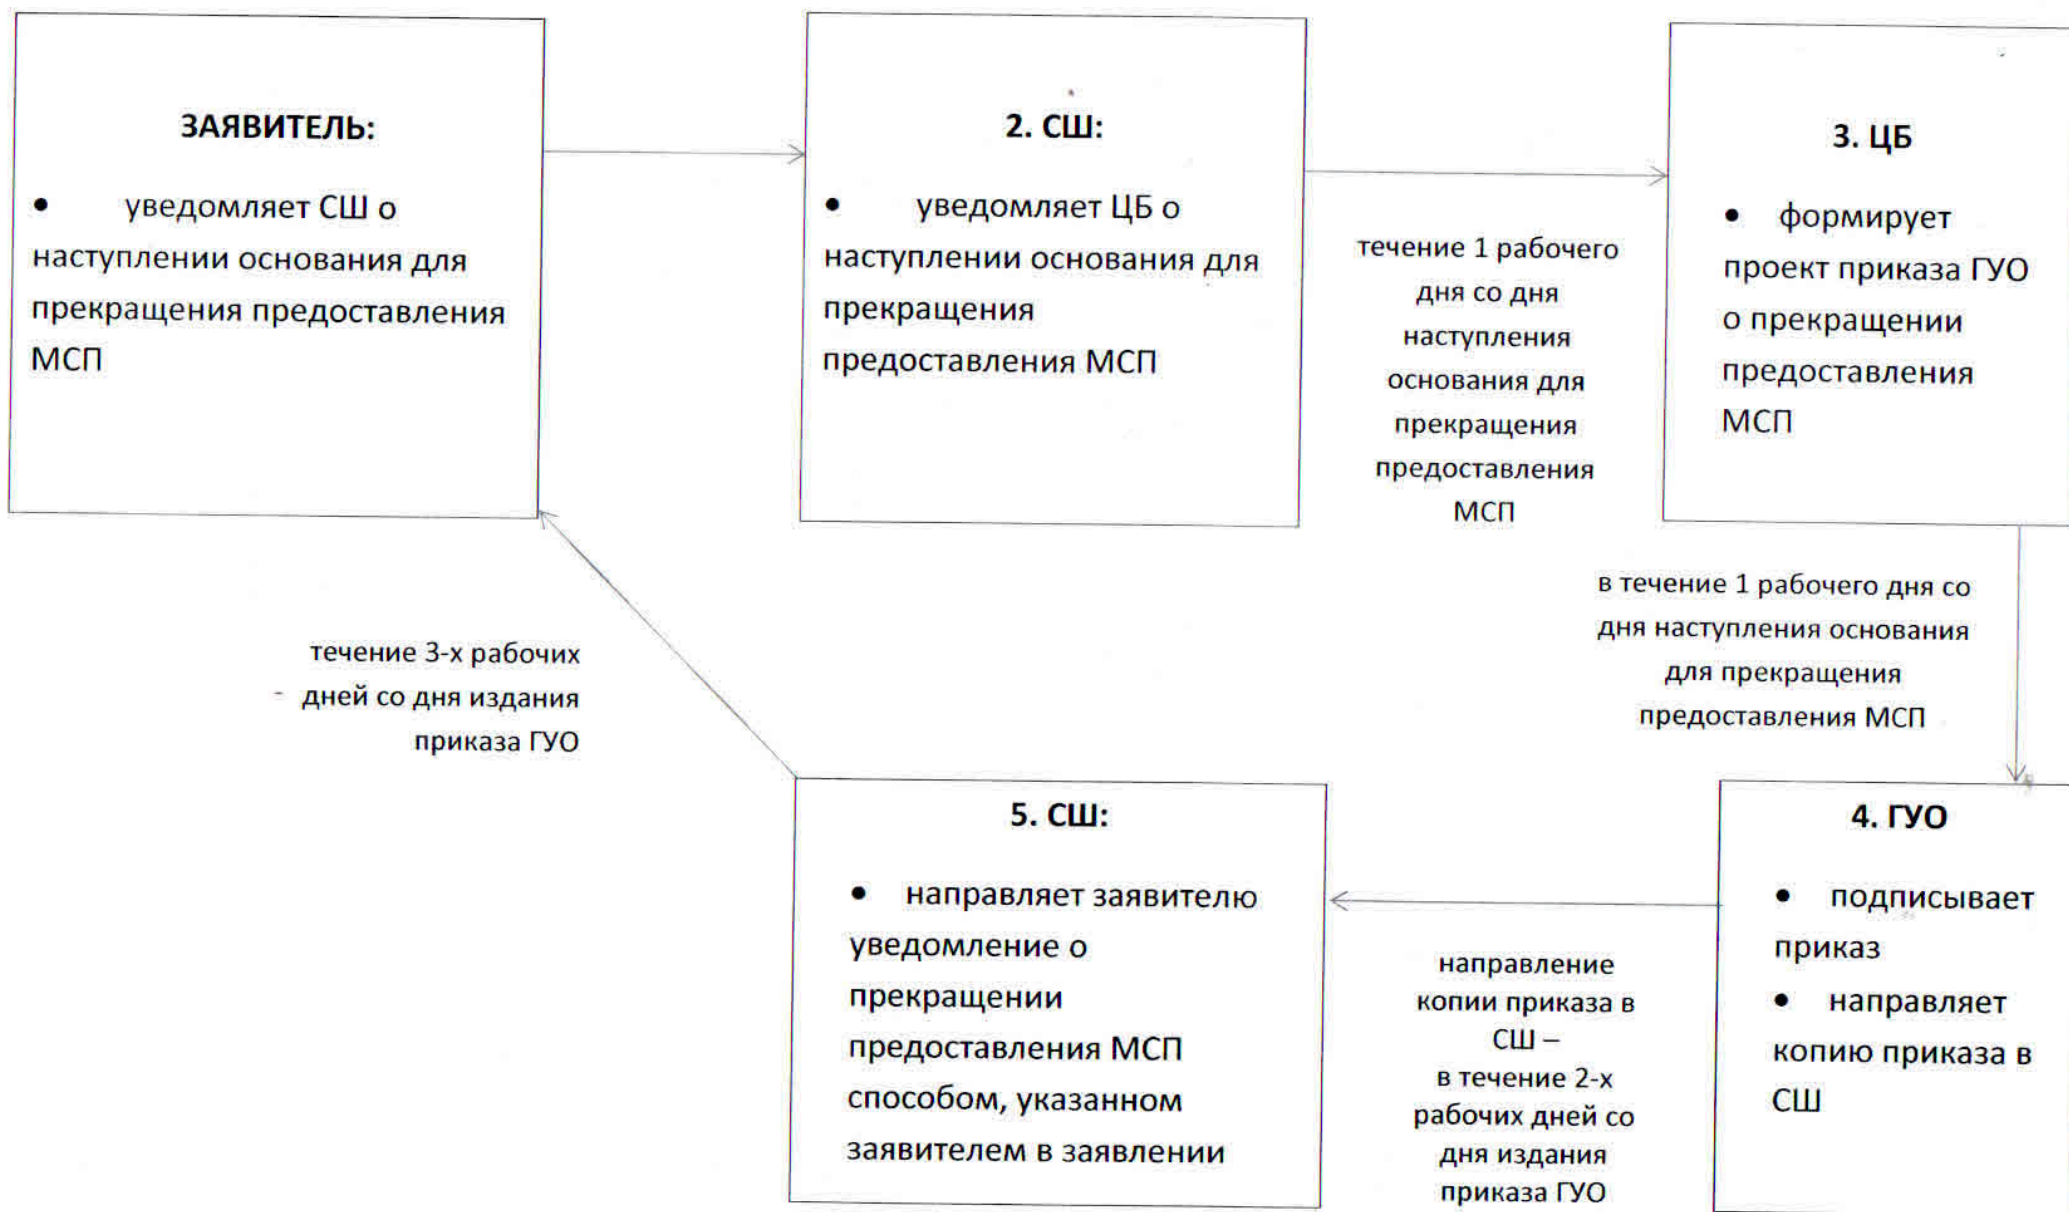 ЗАЯВИТЕЛЬ:
• уведомляет СШ о
наступлении основания для
прекращения предоставления
МСП
2. СШ:
• уведомляет ЦБ о
наступлении основания для
прекращения
предоставления МСП
течение 1 рабочего
дня со дня
наступления
основания для
прекращения
предоставления
МСП
3. ЦБ
• формирует
проект приказа ГУО
о прекращении
предоставления
МСП
в течение 1 рабочего дня со
дня наступления основания
для прекращения
предоставления МСП
4. ГУО
• подписывает
приказ
• направляет
копию приказа в
СШ
направление
копии приказа в
СШ –
в течение 2-х
рабочих дней со
дня издания
приказа ГУО
5. СШ:
• направляет заявителю
уведомление о
прекращении
предоставления МСП
способом, указанном
заявителем в заявлении
течение 3-х рабочих
дней со дня издания
приказа ГУО